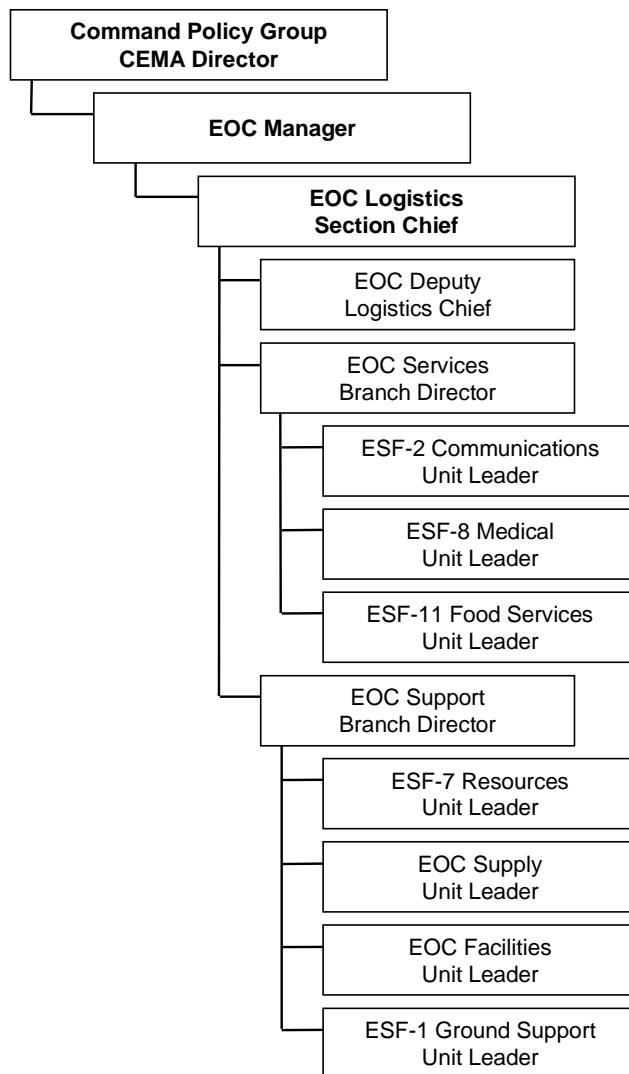 Command Policy Group
CEMA Director
EOC Manager
EOC Logistics
Section Chief
EOC Deputy
Logistics Chief
EOC Services
Branch Director
ESF-2 Communications
Unit Leader
ESF-8 Medical
Unit Leader
ESF-11 Food Services
Unit Leader
EOC Support
Branch Director
ESF-7 Resources
Unit Leader
EOC Supply
Unit Leader
EOC Facilities
Unit Leader
ESF-1 Ground Support
Unit Leader